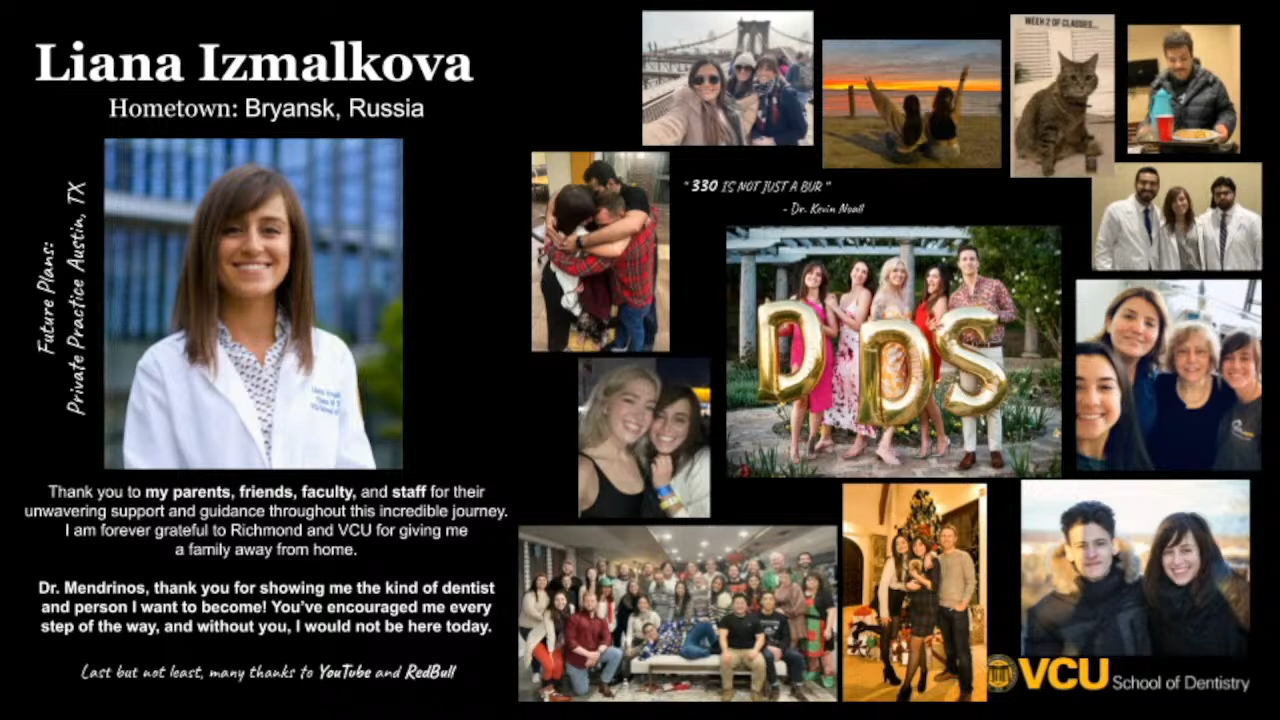 Liana Izmalkova
Hometown: Bryansk, Russia
Future Plans:
Private Practice Austin, TX
Thank you to my parents, friends, faculty, and staff for their
unwavering support and guidance throughout this incredible journey.
I am forever grateful to Richmond and VCU for giving me
a family away from home.
Dr. Mendrinos, thank you for showing me the kind of dentist
and person I want to become! You've encouraged me every
step of the way, and without you, I would not be here today.
Last but not least, many thanks to YouTube and RedBull
WEEK 2 OF CLASSES...
"330 IS NOT JUST A BUR"
- Dr. Kevin Noall
DDS
VCU School of Dentistry